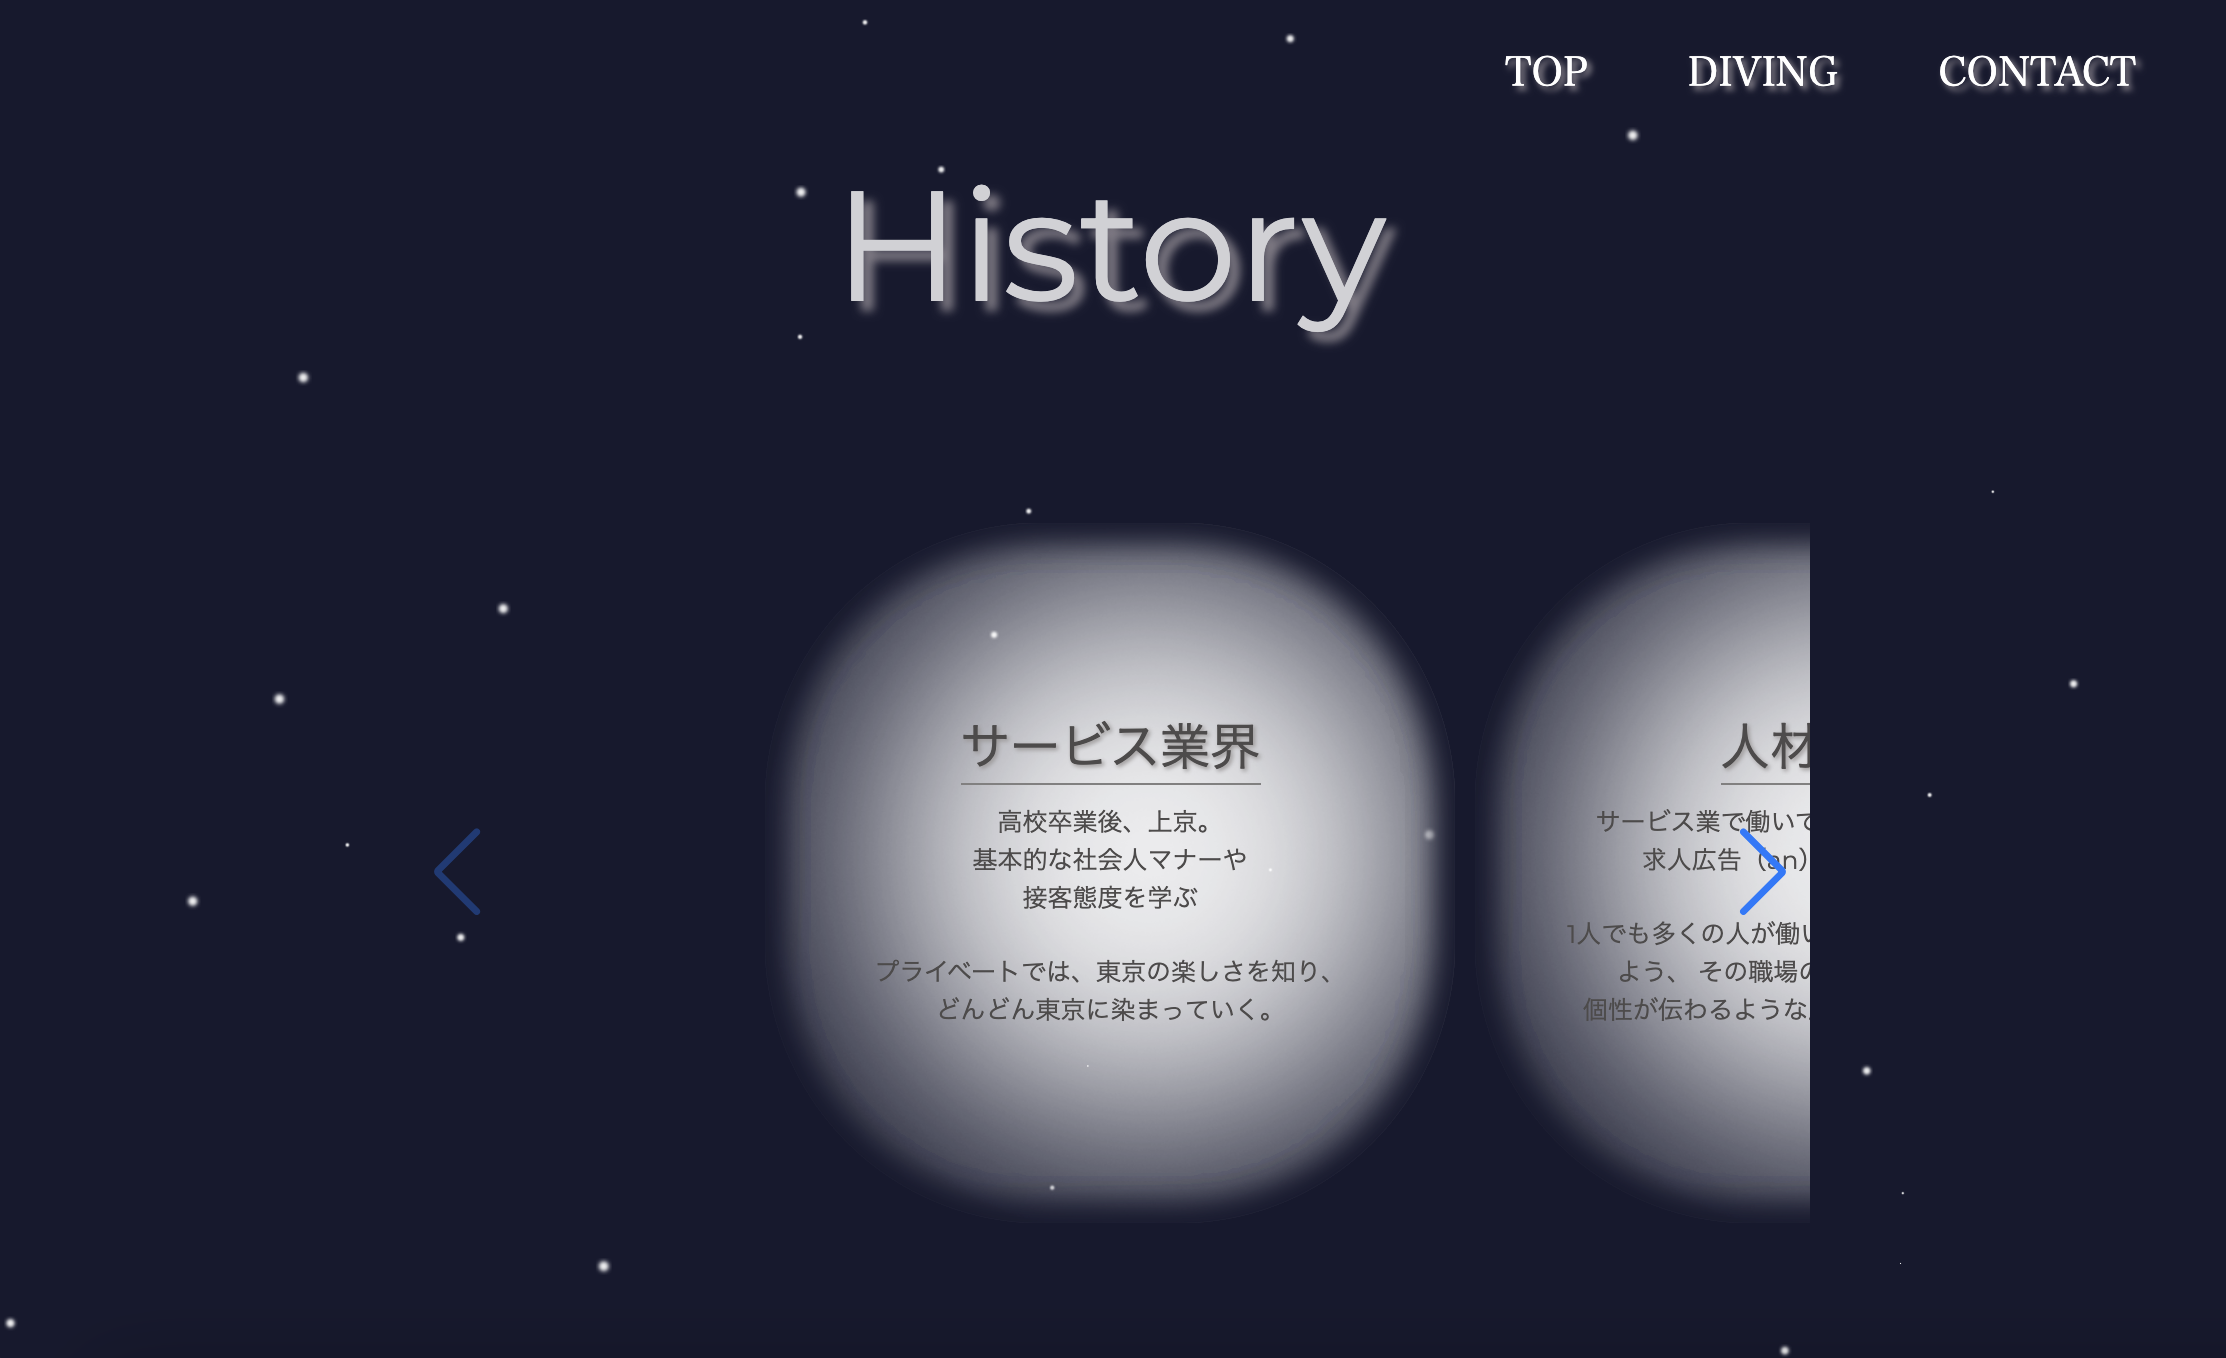 TOP DIVING CONTACT
History
サービス業界
高校卒業後、上京。
基本的な社会人マナーや
接客態度を学ぶ
プライベートでは、東京の楽しさを知り、
どんどん東京に染まっていく。
人材
サービス業で働いて
求人広告（an）
1人でも多くの人が働い
よう、 その職場の
個性が伝わるような